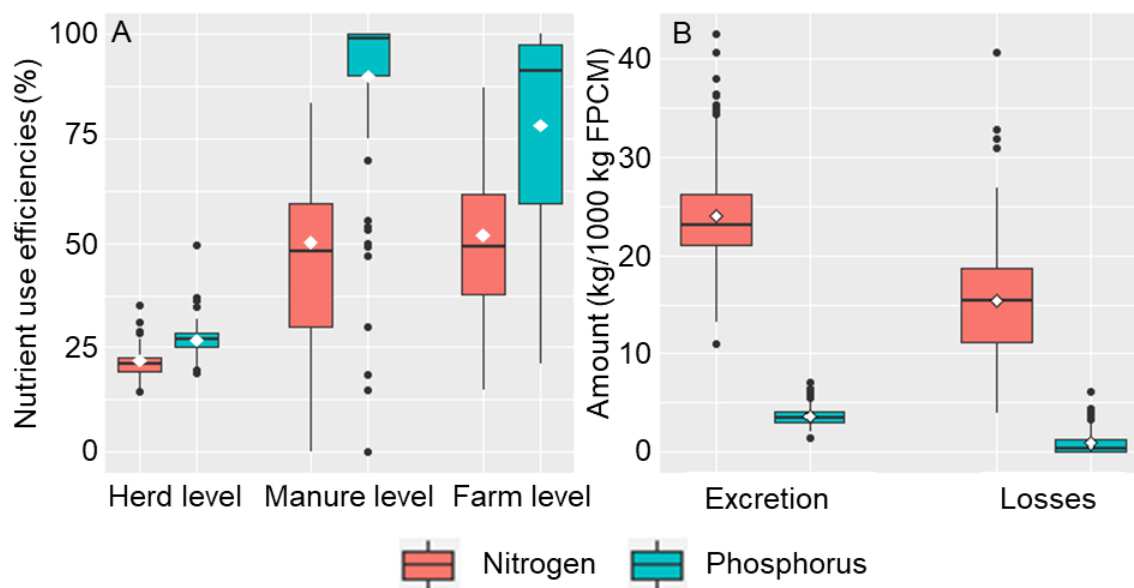 A
Nutrient use efficiencies (%)
100
75
50
25
0
Herd level Manure level Farm level
B
Amount (kg/1000 kg FPCM)
40
30
20
10
0
Excretion Losses
Nitrogen Phosphorus